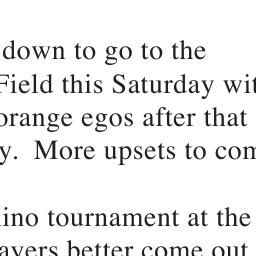 down to go to the
Field this Saturday wit
orange egos after that
y.  More upsets to com
ino tournament at the
ayers better come out